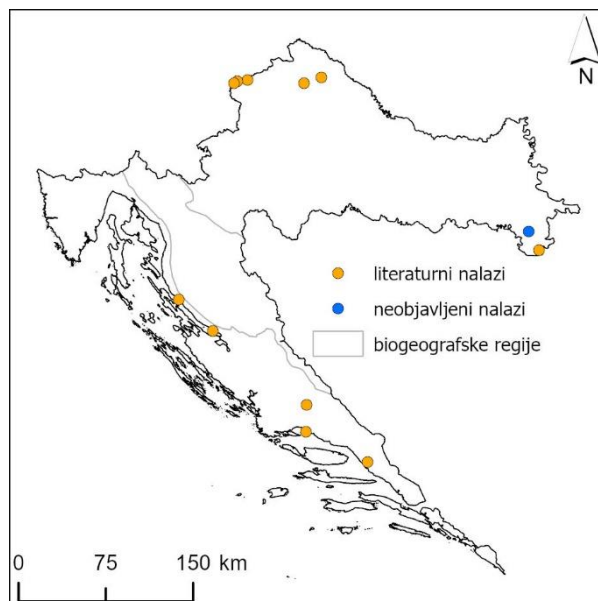 N
literaturni nalazi
neobjavljeni nalazi
biogeografske regije
0 75 150 km